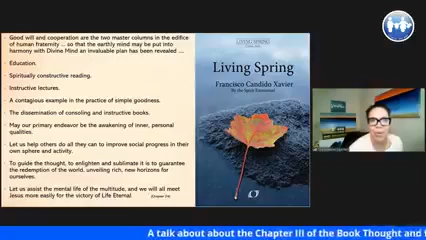 - Good will and cooperation are the two master columns in the edifice
of human fraternity ... so that the earthly mind may be put into
harmony with Divine Mind an invaluable plan has been revealed ....
- Education.
- Spiritually constructive reading.
- Instructive lectures.
- A contagious example in the practice of simple goodness.
- The dissemination of consoling and instructive books.
- May our primary endeavor be the awakening of inner, personal
qualities.
- Let us help others do all they can to improve social progress in their
own sphere and activity.
- To guide the thought, to enlighten and sublimate it is to guarantee
the redemption of the world, unveiling rich, new horizons for
ourselves.
- Let us assist the mental life of the multitude, and we will all meet
Jesus more easily for the victory of Life Eternal.
LIVING SPRING
Living Spring
Francisco Candido Xavier
By the Spirit Emmanuel
A talk about about the Chapter III of the Book Thought and